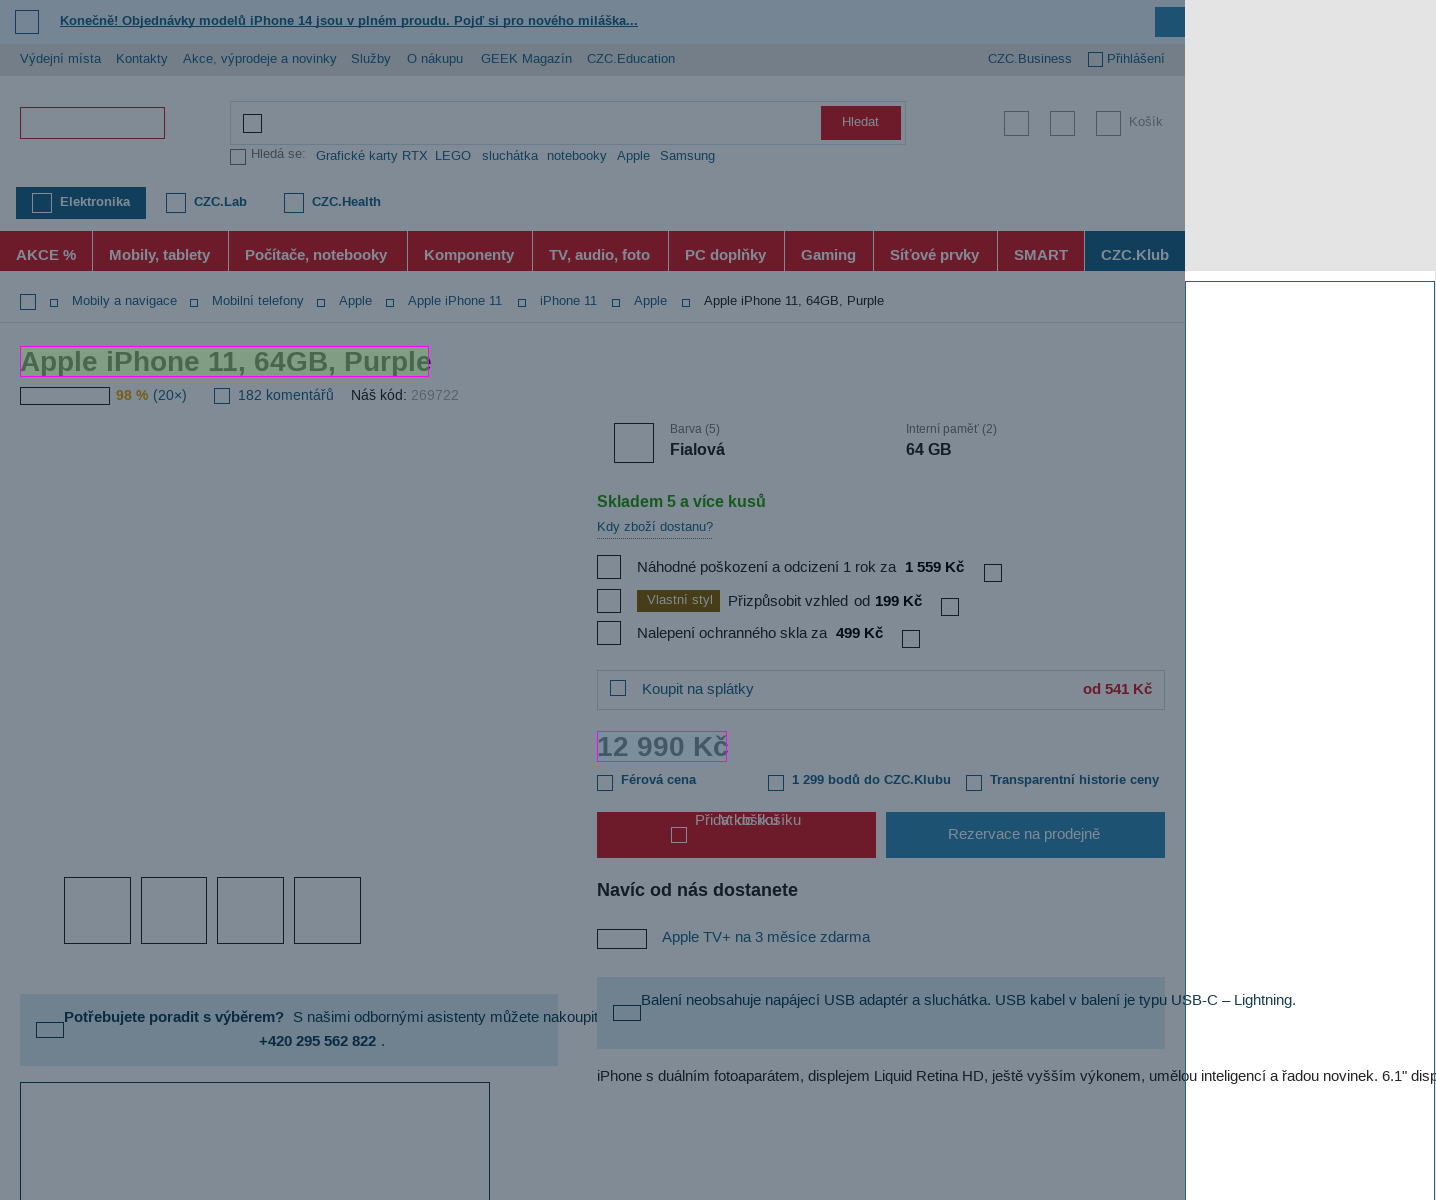 Konečně! Objednávky modelů iPhone 14 jsou v plném proudu. Pojď si pro nového miláška...
Výdejní místa Kontakty Akce, výprodeje a novinky Služby O nákupu GEEK Magazín CZC.Education CZC.Business Přihlášení
Hledat
Košík
Hledá se: Grafické karty RTX LEGO sluchátka notebooky Apple Samsung
Elektronika CZC.Lab CZC.Health
AKCE % Mobily, tablety Počítače, notebooky Komponenty TV, audio, foto PC doplňky Gaming Síťové prvky SMART CZC.Klub
Mobily a navigace Mobilní telefony Apple Apple iPhone 11 iPhone 11 Apple Apple iPhone 11, 64GB, Purple
Apple iPhone 11, 64GB, Purple
98 % (20×) 182 komentářů Náš kód: 269722
Barva (5)
Fialová
Interní paměť (2)
64 GB
Skladem 5 a více kusů
Kdy zboží dostanu?
Náhodné poškození a odcizení 1 rok za 1 559 Kč
Vlastní styl Přizpůsobit vzhled od 199 Kč
Nalepení ochranného skla za 499 Kč
Koupit na splátky od 541 Kč
12 990 Kč
Férová cena 1 299 bodů do CZC.Klubu Transparentní historie ceny
Přidat do košíku
V košíku
Rezervace na prodejně
Navíc od nás dostanete
Apple TV+ na 3 měsíce zdarma
Potřebujete poradit s výběrem? S našimi odbornými asistenty můžete nakoupit
+420 295 562 822 .
Balení neobsahuje napájecí USB adaptér a sluchátka. USB kabel v balení je typu USB-C – Lightning.
iPhone s duálním fotoaparátem, displejem Liquid Retina HD, ještě vyšším výkonem, umělou inteligencí a řadou novinek. 6.1" disp